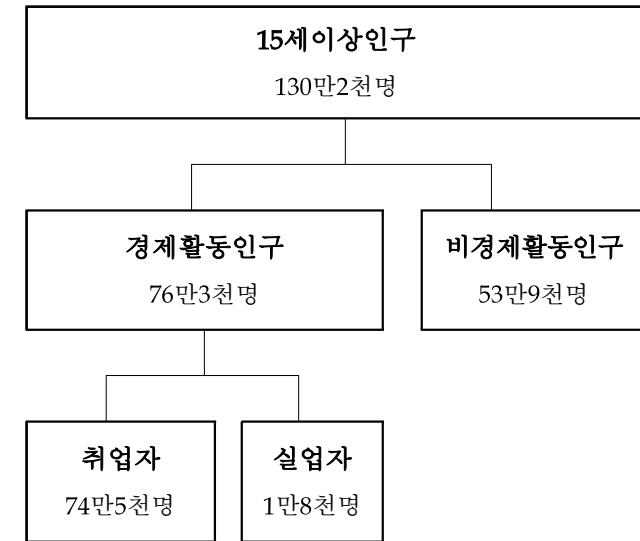 15세이상인구
130만2천명
경제활동인구
76만3천명
비경제활동인구
53만9천명
취업자
74만5천명
실업자
1만8천명